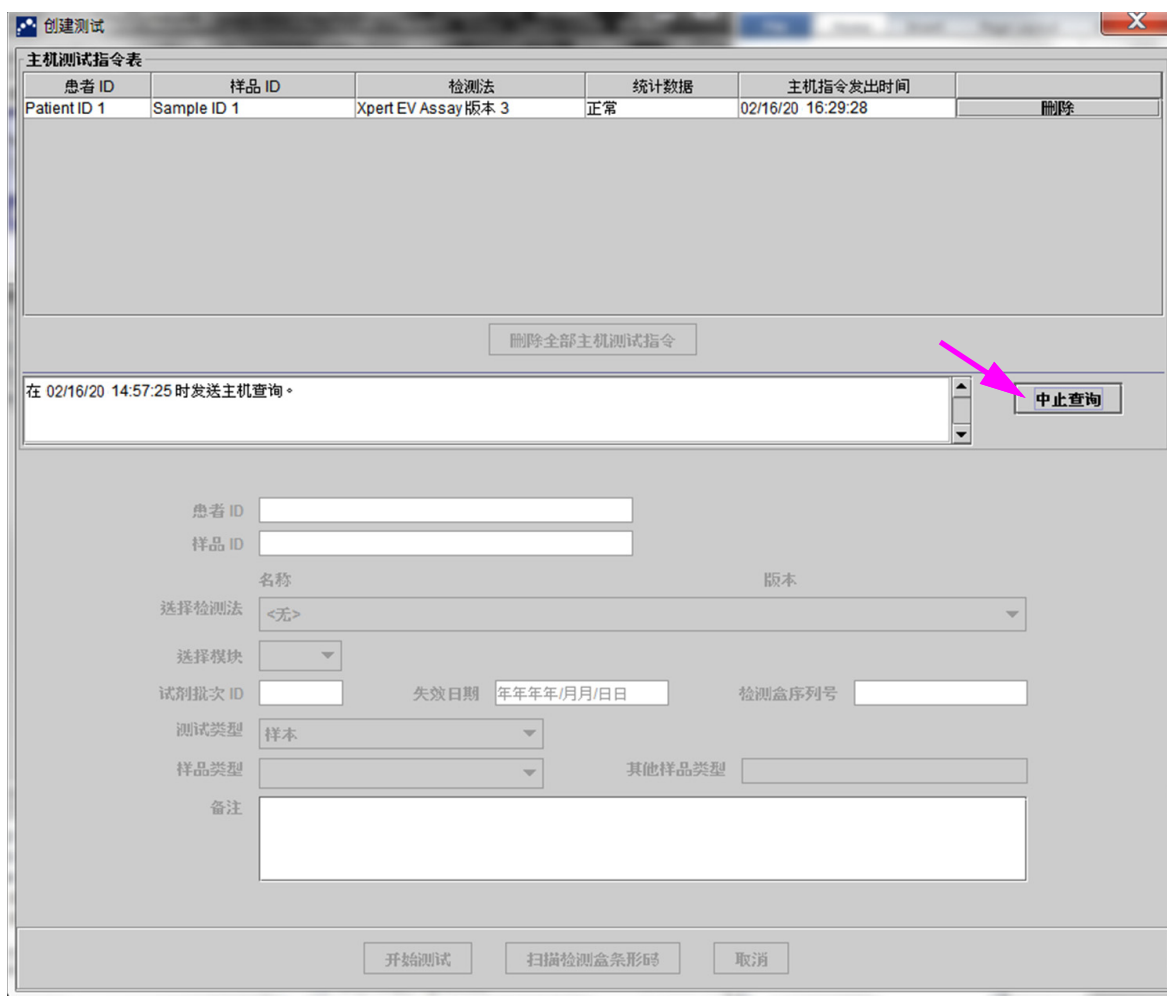 创建测试
主机测试指令表
患者 ID 样品 ID 检测法 统计数据 主机指令发出时间
Patient ID 1 Sample ID 1 Xpert EV Assay 版本 3 正常 02/16/20 16:29:28 删除
删除全部主机测试指令
在 02/16/20 14:57:25 时发送主机查询。
中止查询
患者 ID
样品 ID
名称 版本
选择检测法 <无>
选择模块
试剂批次 ID 失效日期 年年年年/月月/日日 检测盒序列号
测试类型 样本
样品类型 其他样品类型
备注
开始测试 扫描检测盒条形码 取消